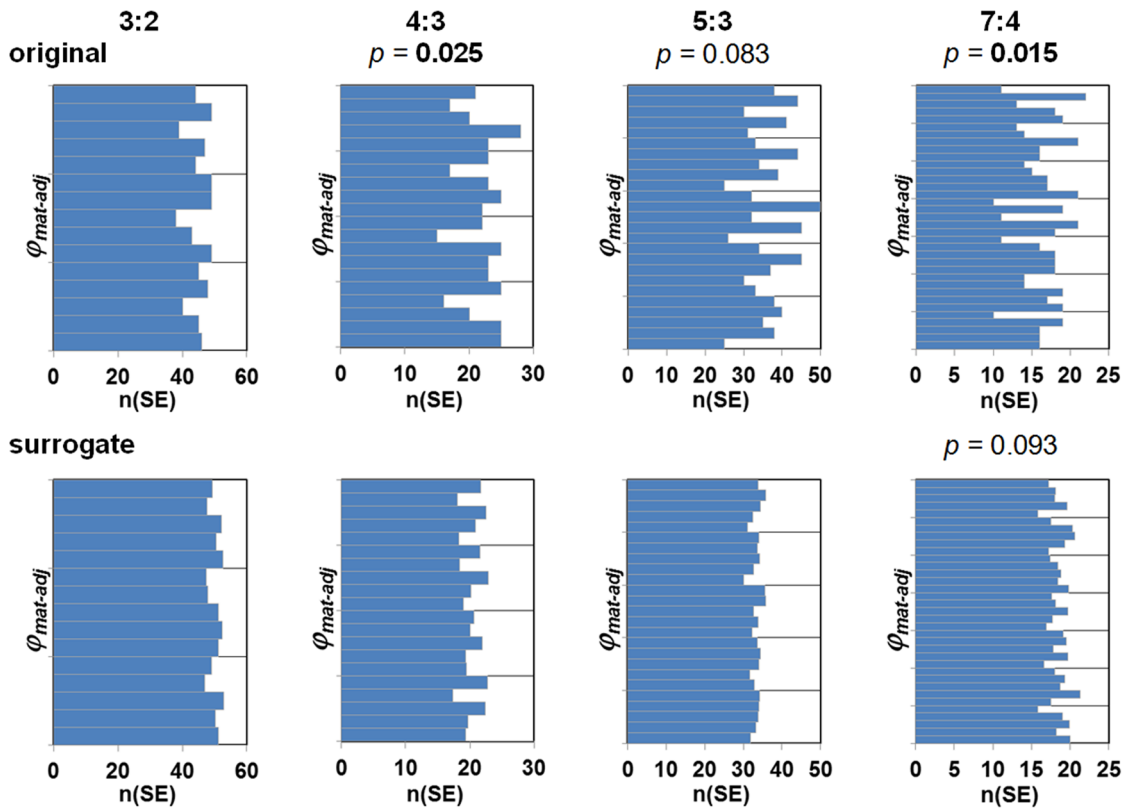 3:2 4:3 5:3 7:4
original p = 0.025 p = 0.083 p = 0.015
φmat-adj φmat-adj φmat-adj φmat-adj
0 20 40 60 0 10 20 30 0 10 20 30 40 50 0 5 10 15 20 25
n(SE) n(SE) n(SE) n(SE)
surrogate p = 0.093
φmat-adj φmat-adj φmat-adj φmat-adj
0 20 40 60 0 10 20 30 0 10 20 30 40 50 0 5 10 15 20 25
n(SE) n(SE) n(SE) n(SE)